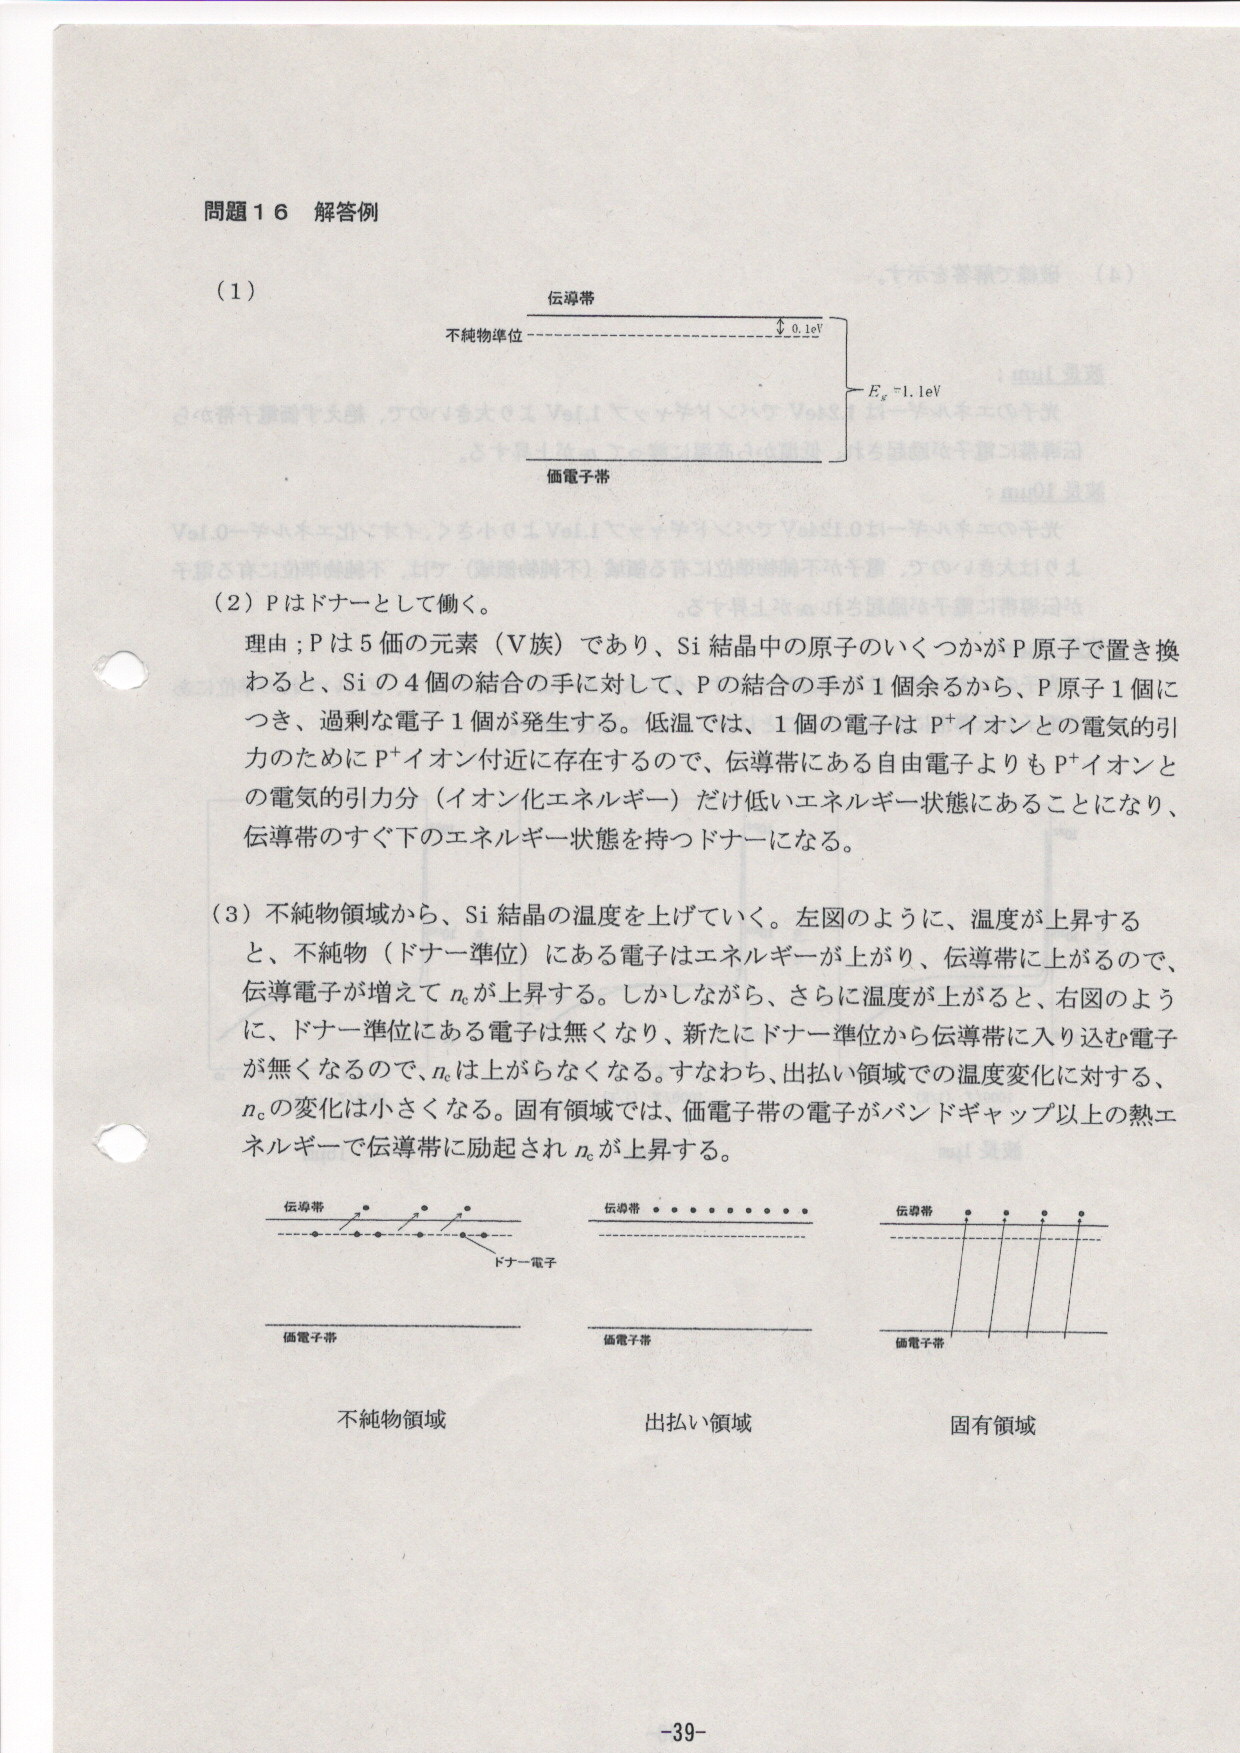 問題16　解答例
(1)
伝導帯
0.1eV
不純物準位
Eg =1.1eV
価電子帯
(2) Pはドナーとして働く。
理由；Pは5価の元素（V族）であり、Si 結晶中の原子のいくつかがP原子で置き換
わると、Siの4個の結合の手に対して、Pの結合の手が1個余るから、P原子1個に
つき、過剰な電子1個が発生する。低温では、1個の電子は P⁺イオンとの電気的引
力のためにP⁺イオン付近に存在するので、伝導帯にある自由電子よりもP⁺イオンと
の電気的引力分（イオン化エネルギー）だけ低いエネルギー状態にあることになり、
伝導帯のすぐ下のエネルギー状態を持つドナーになる。
(3) 不純物領域から、Si 結晶の温度を上げていく。左図のように、温度が上昇する
と、不純物（ドナー準位）にある電子はエネルギーが上がり、伝導帯に上がるので、
伝導電子が増えて ncが上昇する。しかしながら、さらに温度が上がると、右図のよう
に、ドナー準位にある電子は無くなり、新たにドナー準位から伝導帯に入り込む電子
が無くなるので、ncは上がらなくなる。すなわち、出払い領域での温度変化に対する、
ncの変化は小さくなる。固有領域では、価電子帯の電子がバンドギャップ以上の熱エ
ネルギーで伝導帯に励起され ncが上昇する。
伝導帯
ドナー電子
価電子帯
不純物領域
伝導帯
価電子帯
出払い領域
伝導帯
価電子帯
固有領域
-39-